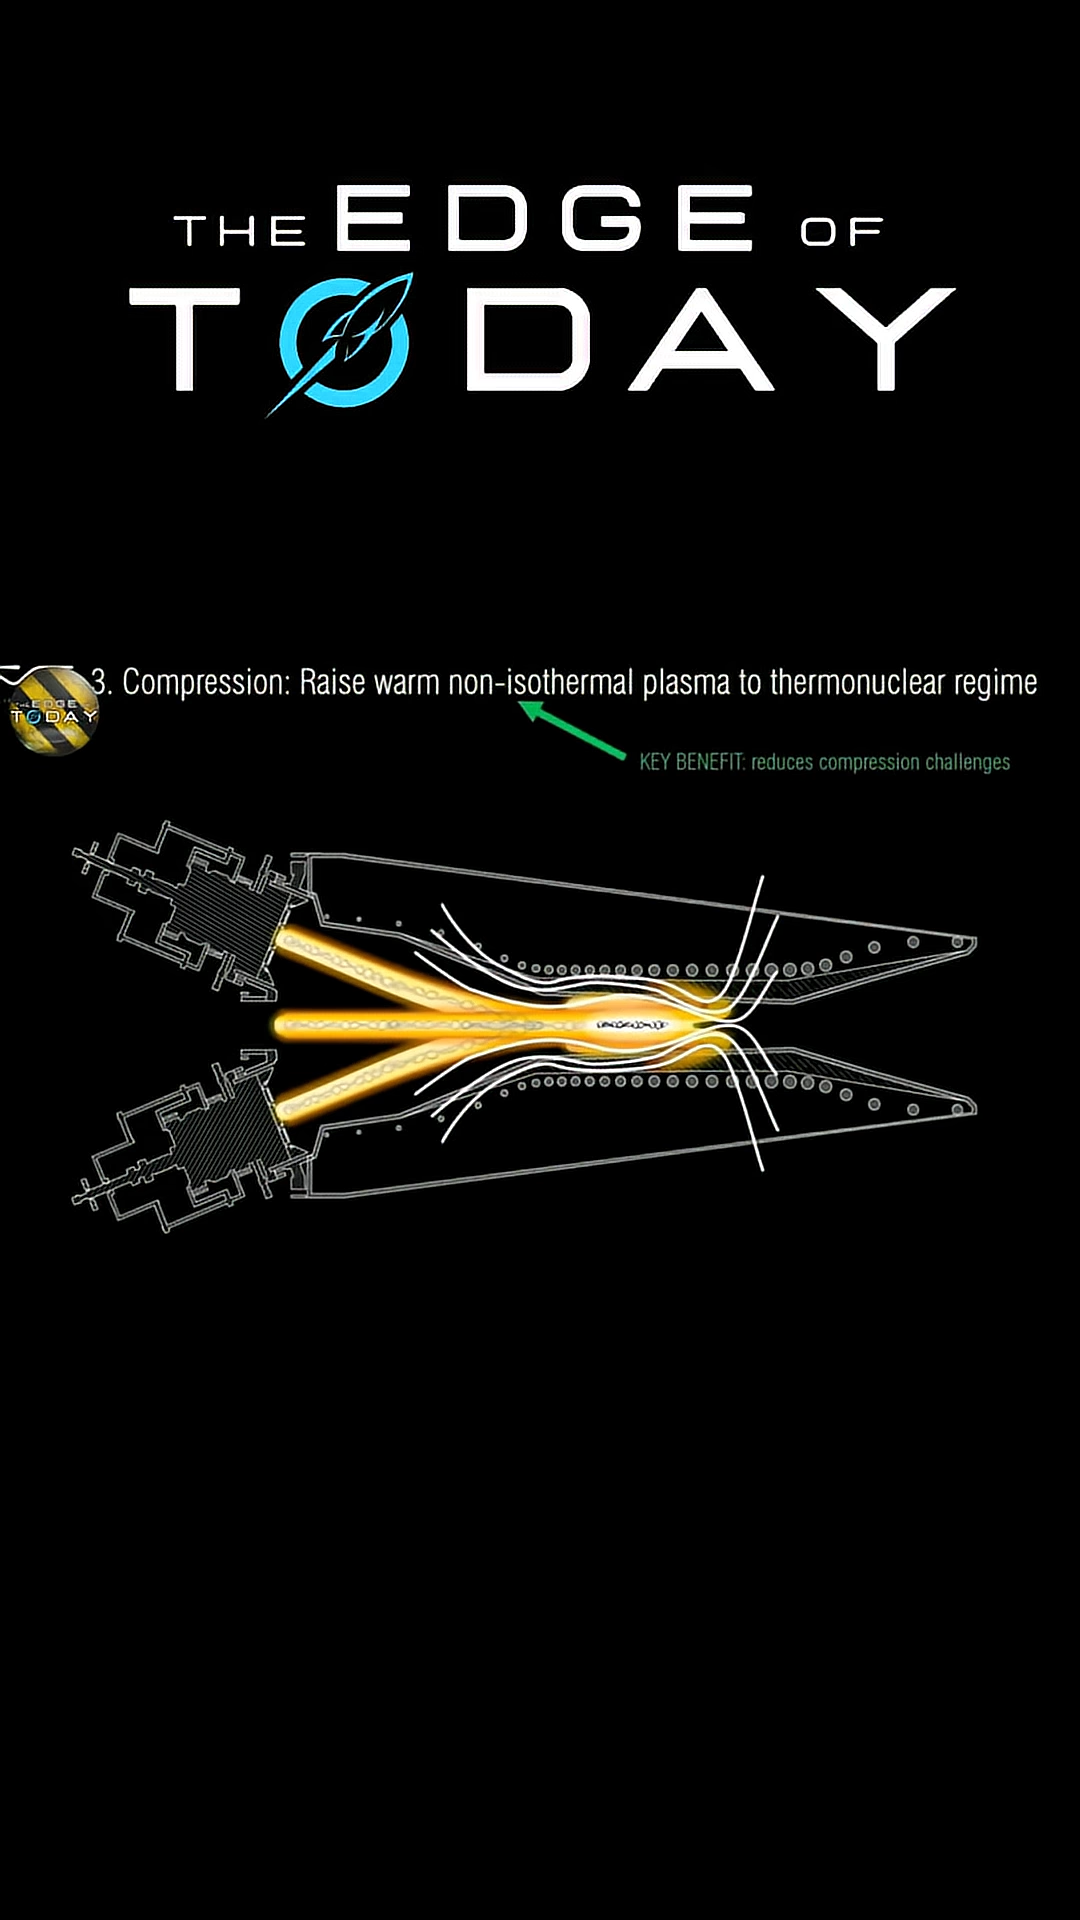 THE EDGE OF
TODAY
3. Compression: Raise warm non-isothermal plasma to thermonuclear regime
THE EDGE OF
TODAY
KEY BENEFIT: reduces compression challenges